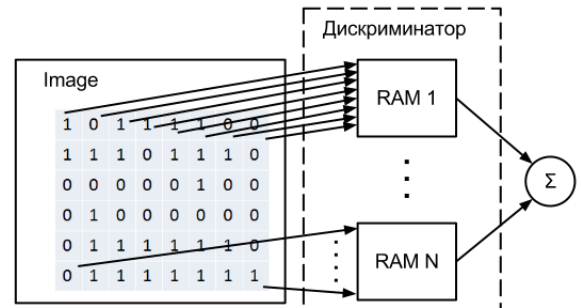 Дискриминатор
Image
RAM 1
1 0 1 1 1 1 0 0
1 1 1 0 1 1 1 0
0 0 0 0 0 1 0 0
0 1 0 0 0 0 0 0
0 1 1 1 1 1 1 0
0 1 1 1 1 1 1 1
Σ
RAM N